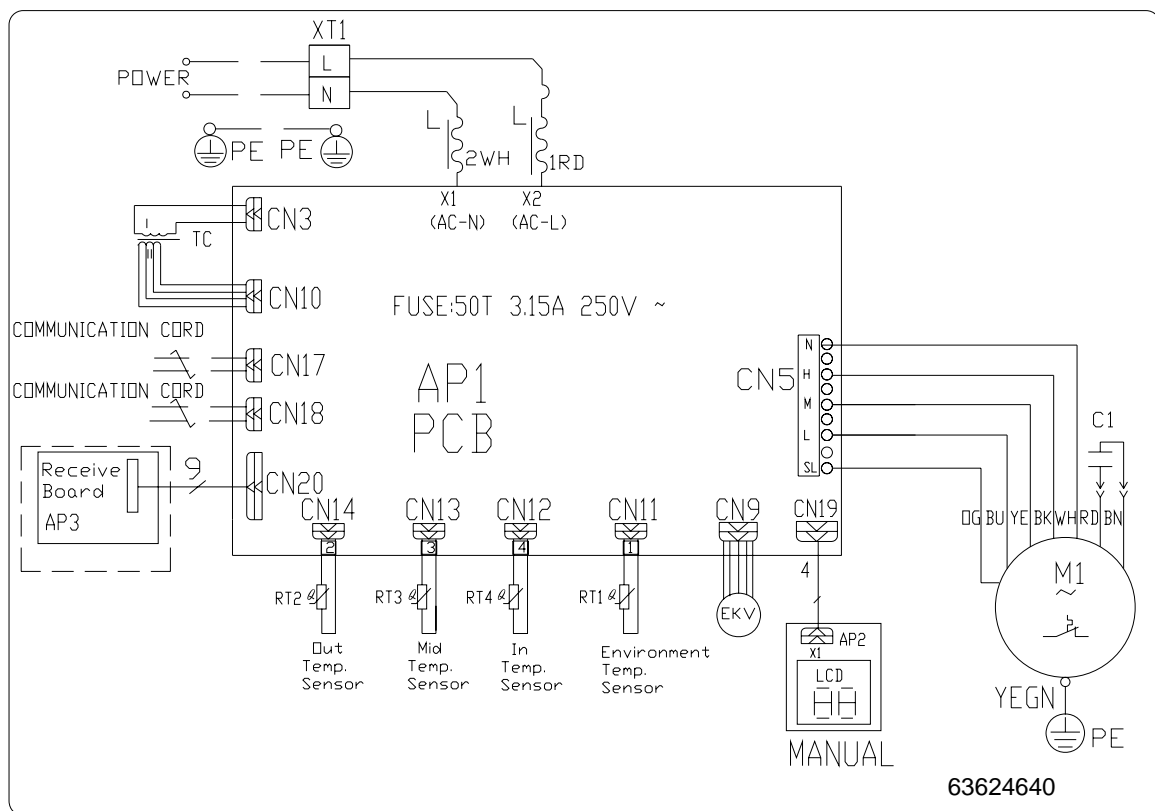 XT1
L
N
POWER
PE PE
L
2WH
L
1RD
X1
(AC-N)
X2
(AC-L)
CN3
I
II
TC
CN10
FUSE:50T 3.15A 250V ~
COMMUNICATION CORD
CN17
COMMUNICATION CORD
CN18
AP1
PCB
CN5
N
H
M
L
SL
C1
Receive
Board
AP3
9
CN20
CN14
CN13
CN12
CN11
CN9
CN19
2
3
4
1
4
OG BU YE BK WH RD BN
RT2
RT3
RT4
RT1
EKV
M1
~
Out
Temp.
Sensor
Mid
Temp.
Sensor
In
Temp.
Sensor
Environment
Temp.
Sensor
AP2
X1
LCD
88
MANUAL
YEGN
PE
63624640